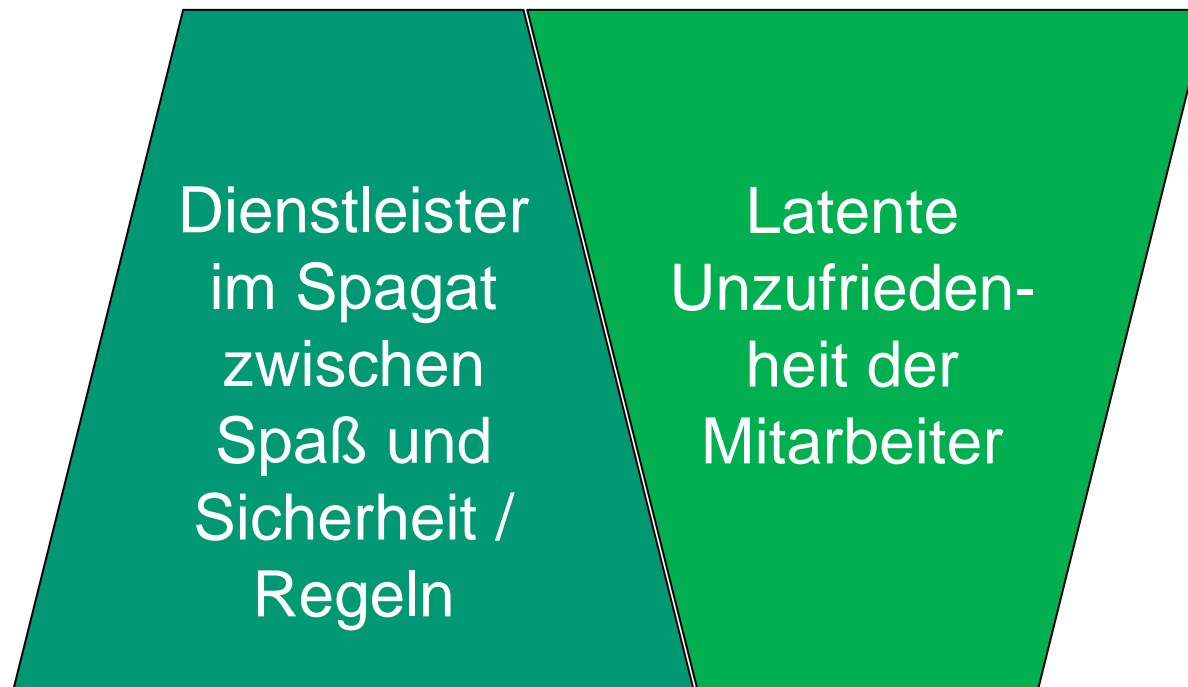 Dienstleister
im Spagat
zwischen
Spaß und
Sicherheit /
Regeln
Latente
Unzufrieden-
heit der
Mitarbeiter